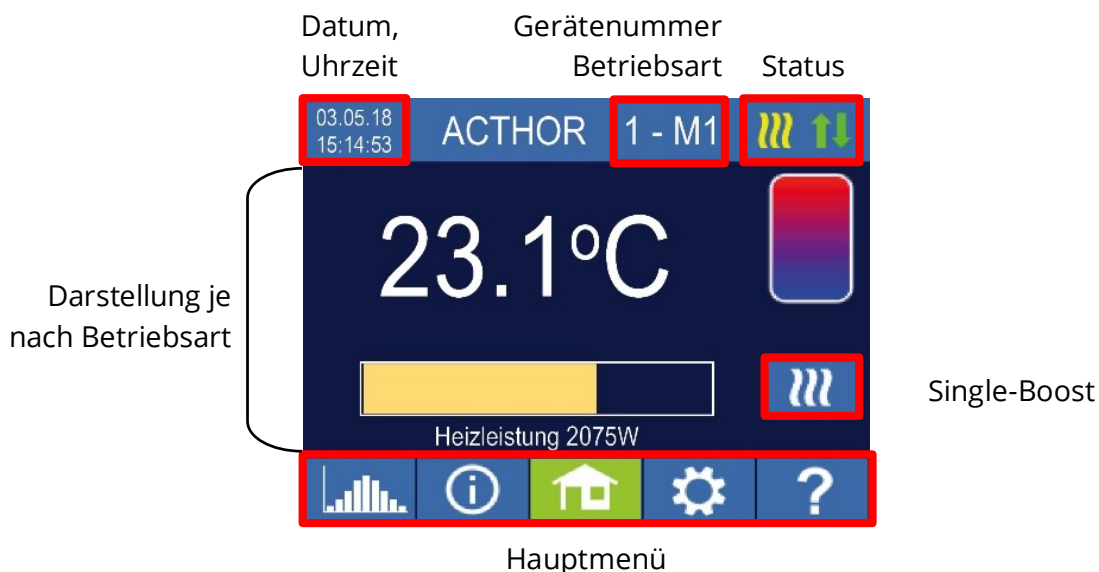 Datum,
Uhrzeit
Gerätenummer
Betriebsart
Status
03.05.18
15:14:53
ACTHOR
1 - M1
23.1°C
Darstellung je
nach Betriebsart
Single-Boost
Heizleistung 2075W
?
Hauptmenü